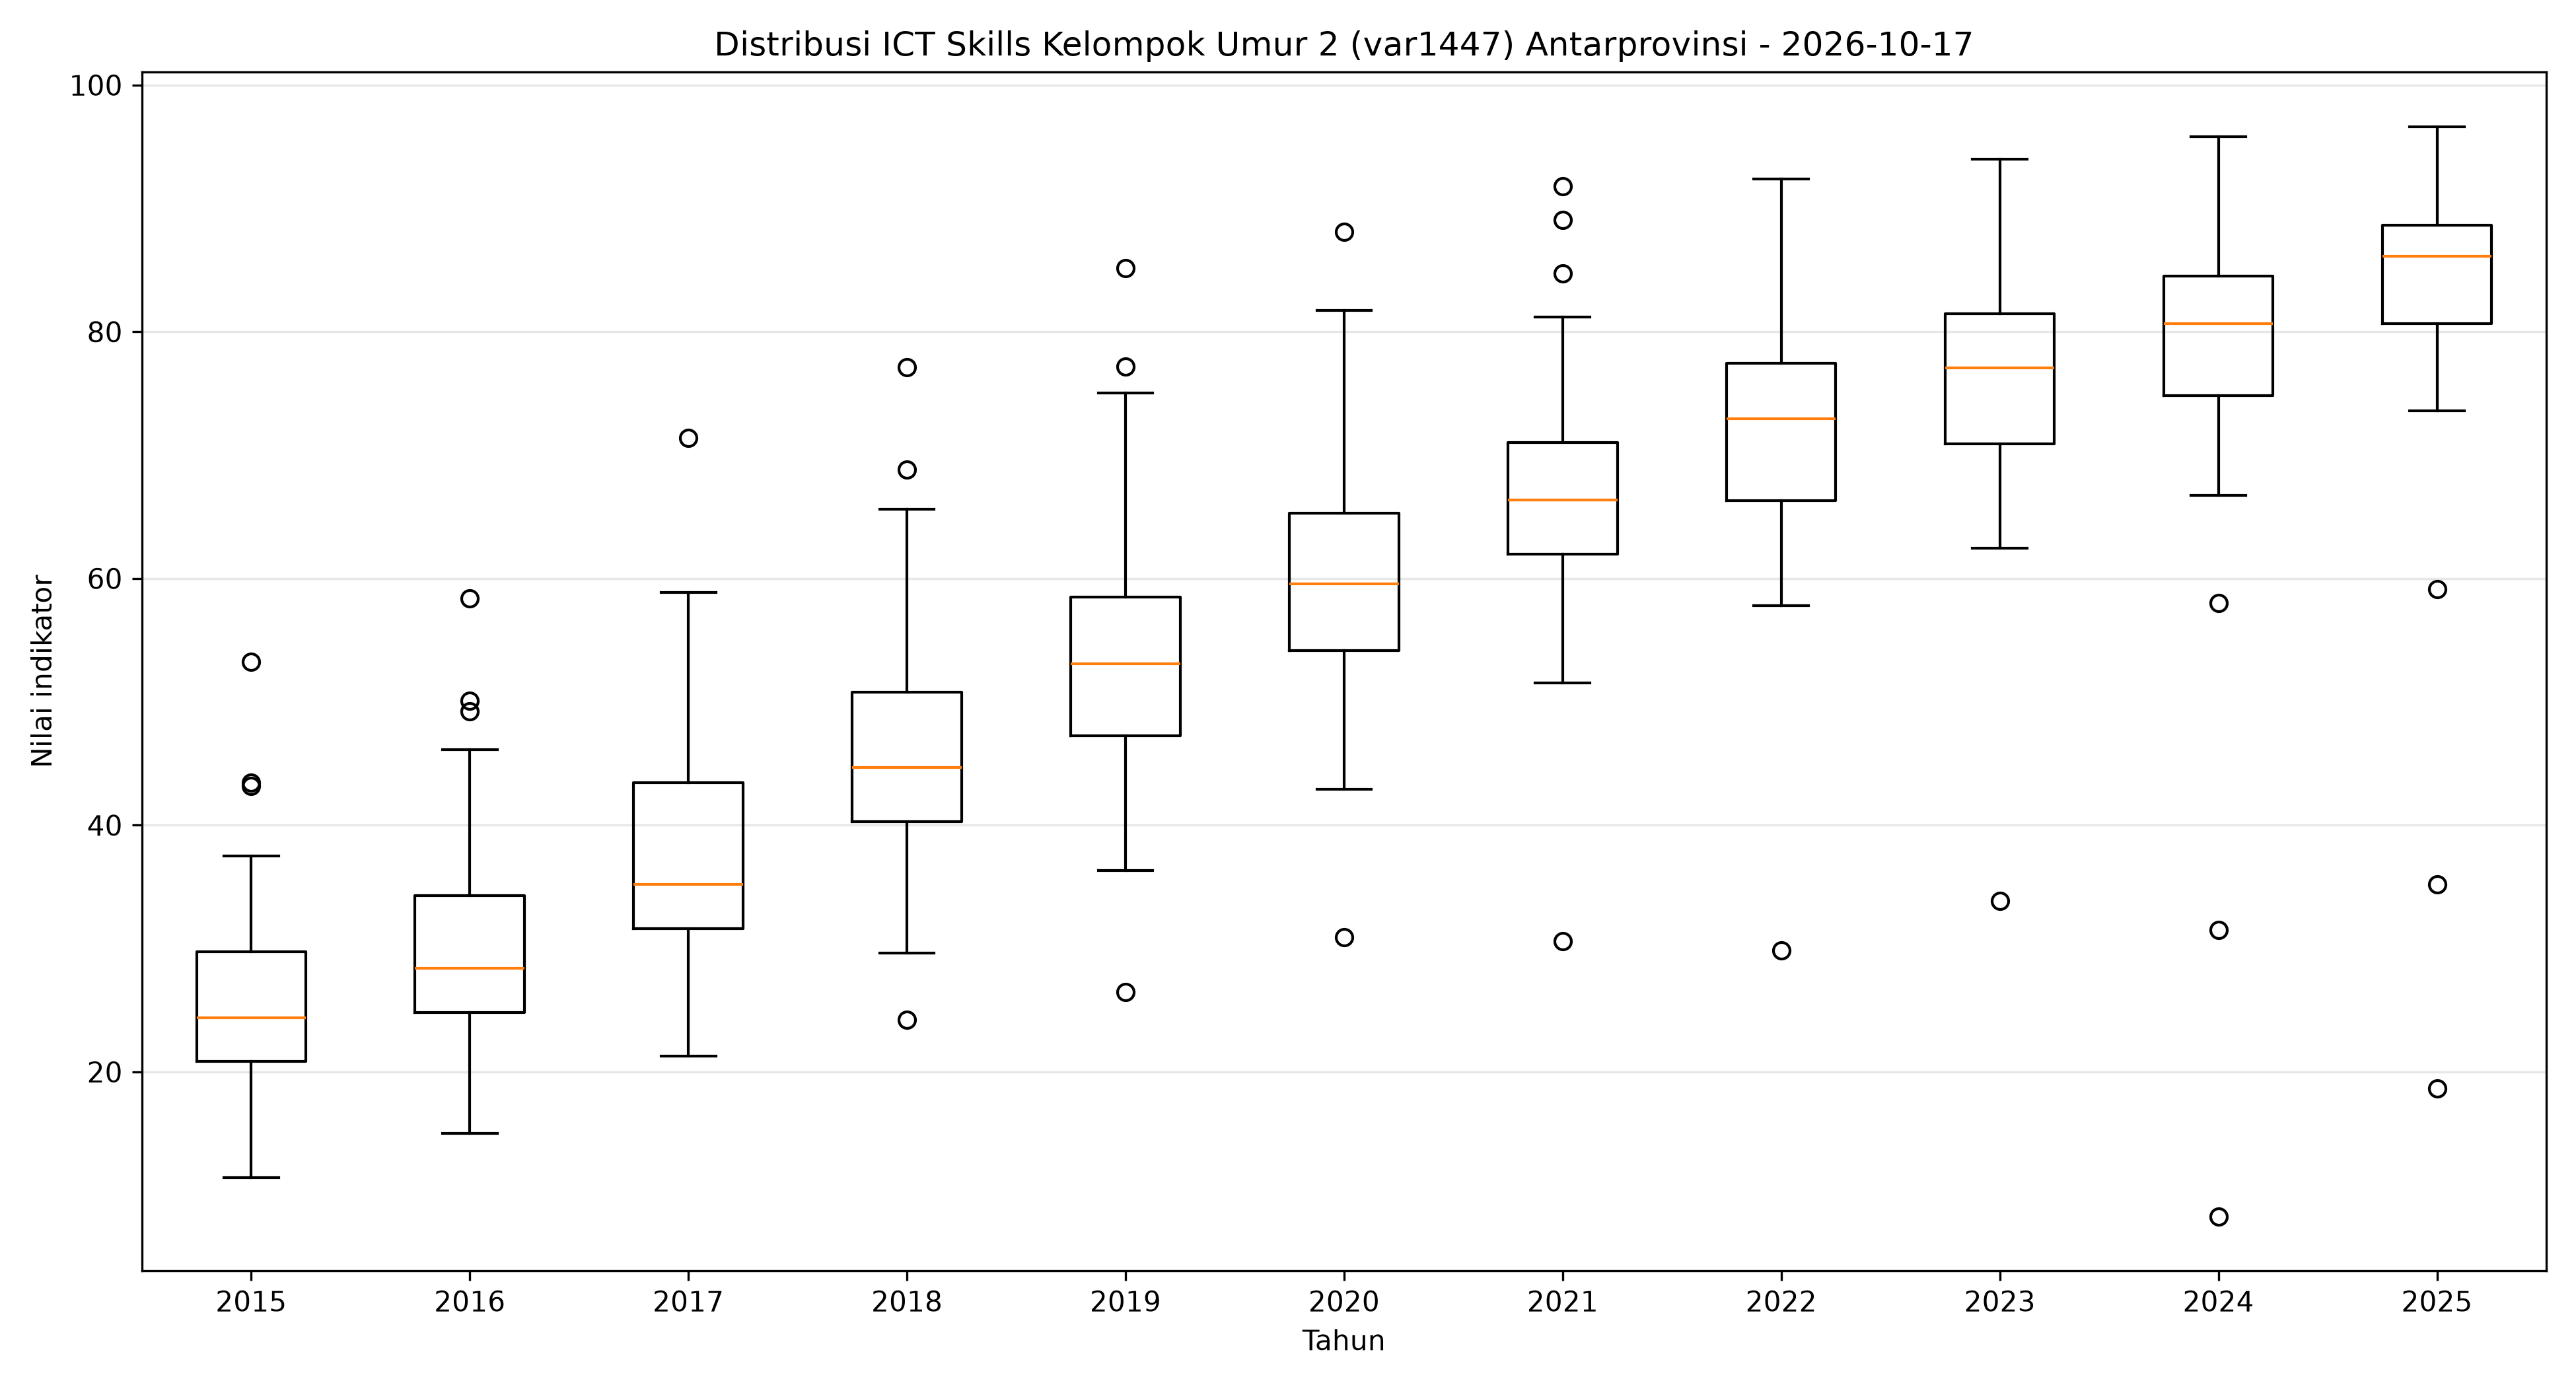 Distribusi ICT Skills Kelompok Umur 2 (var1447) Antarprovinsi - 2026-10-17
Nilai indikator
100
80
60
40
20
2015 2016 2017 2018 2019 2020 2021 2022 2023 2024 2025
Tahun